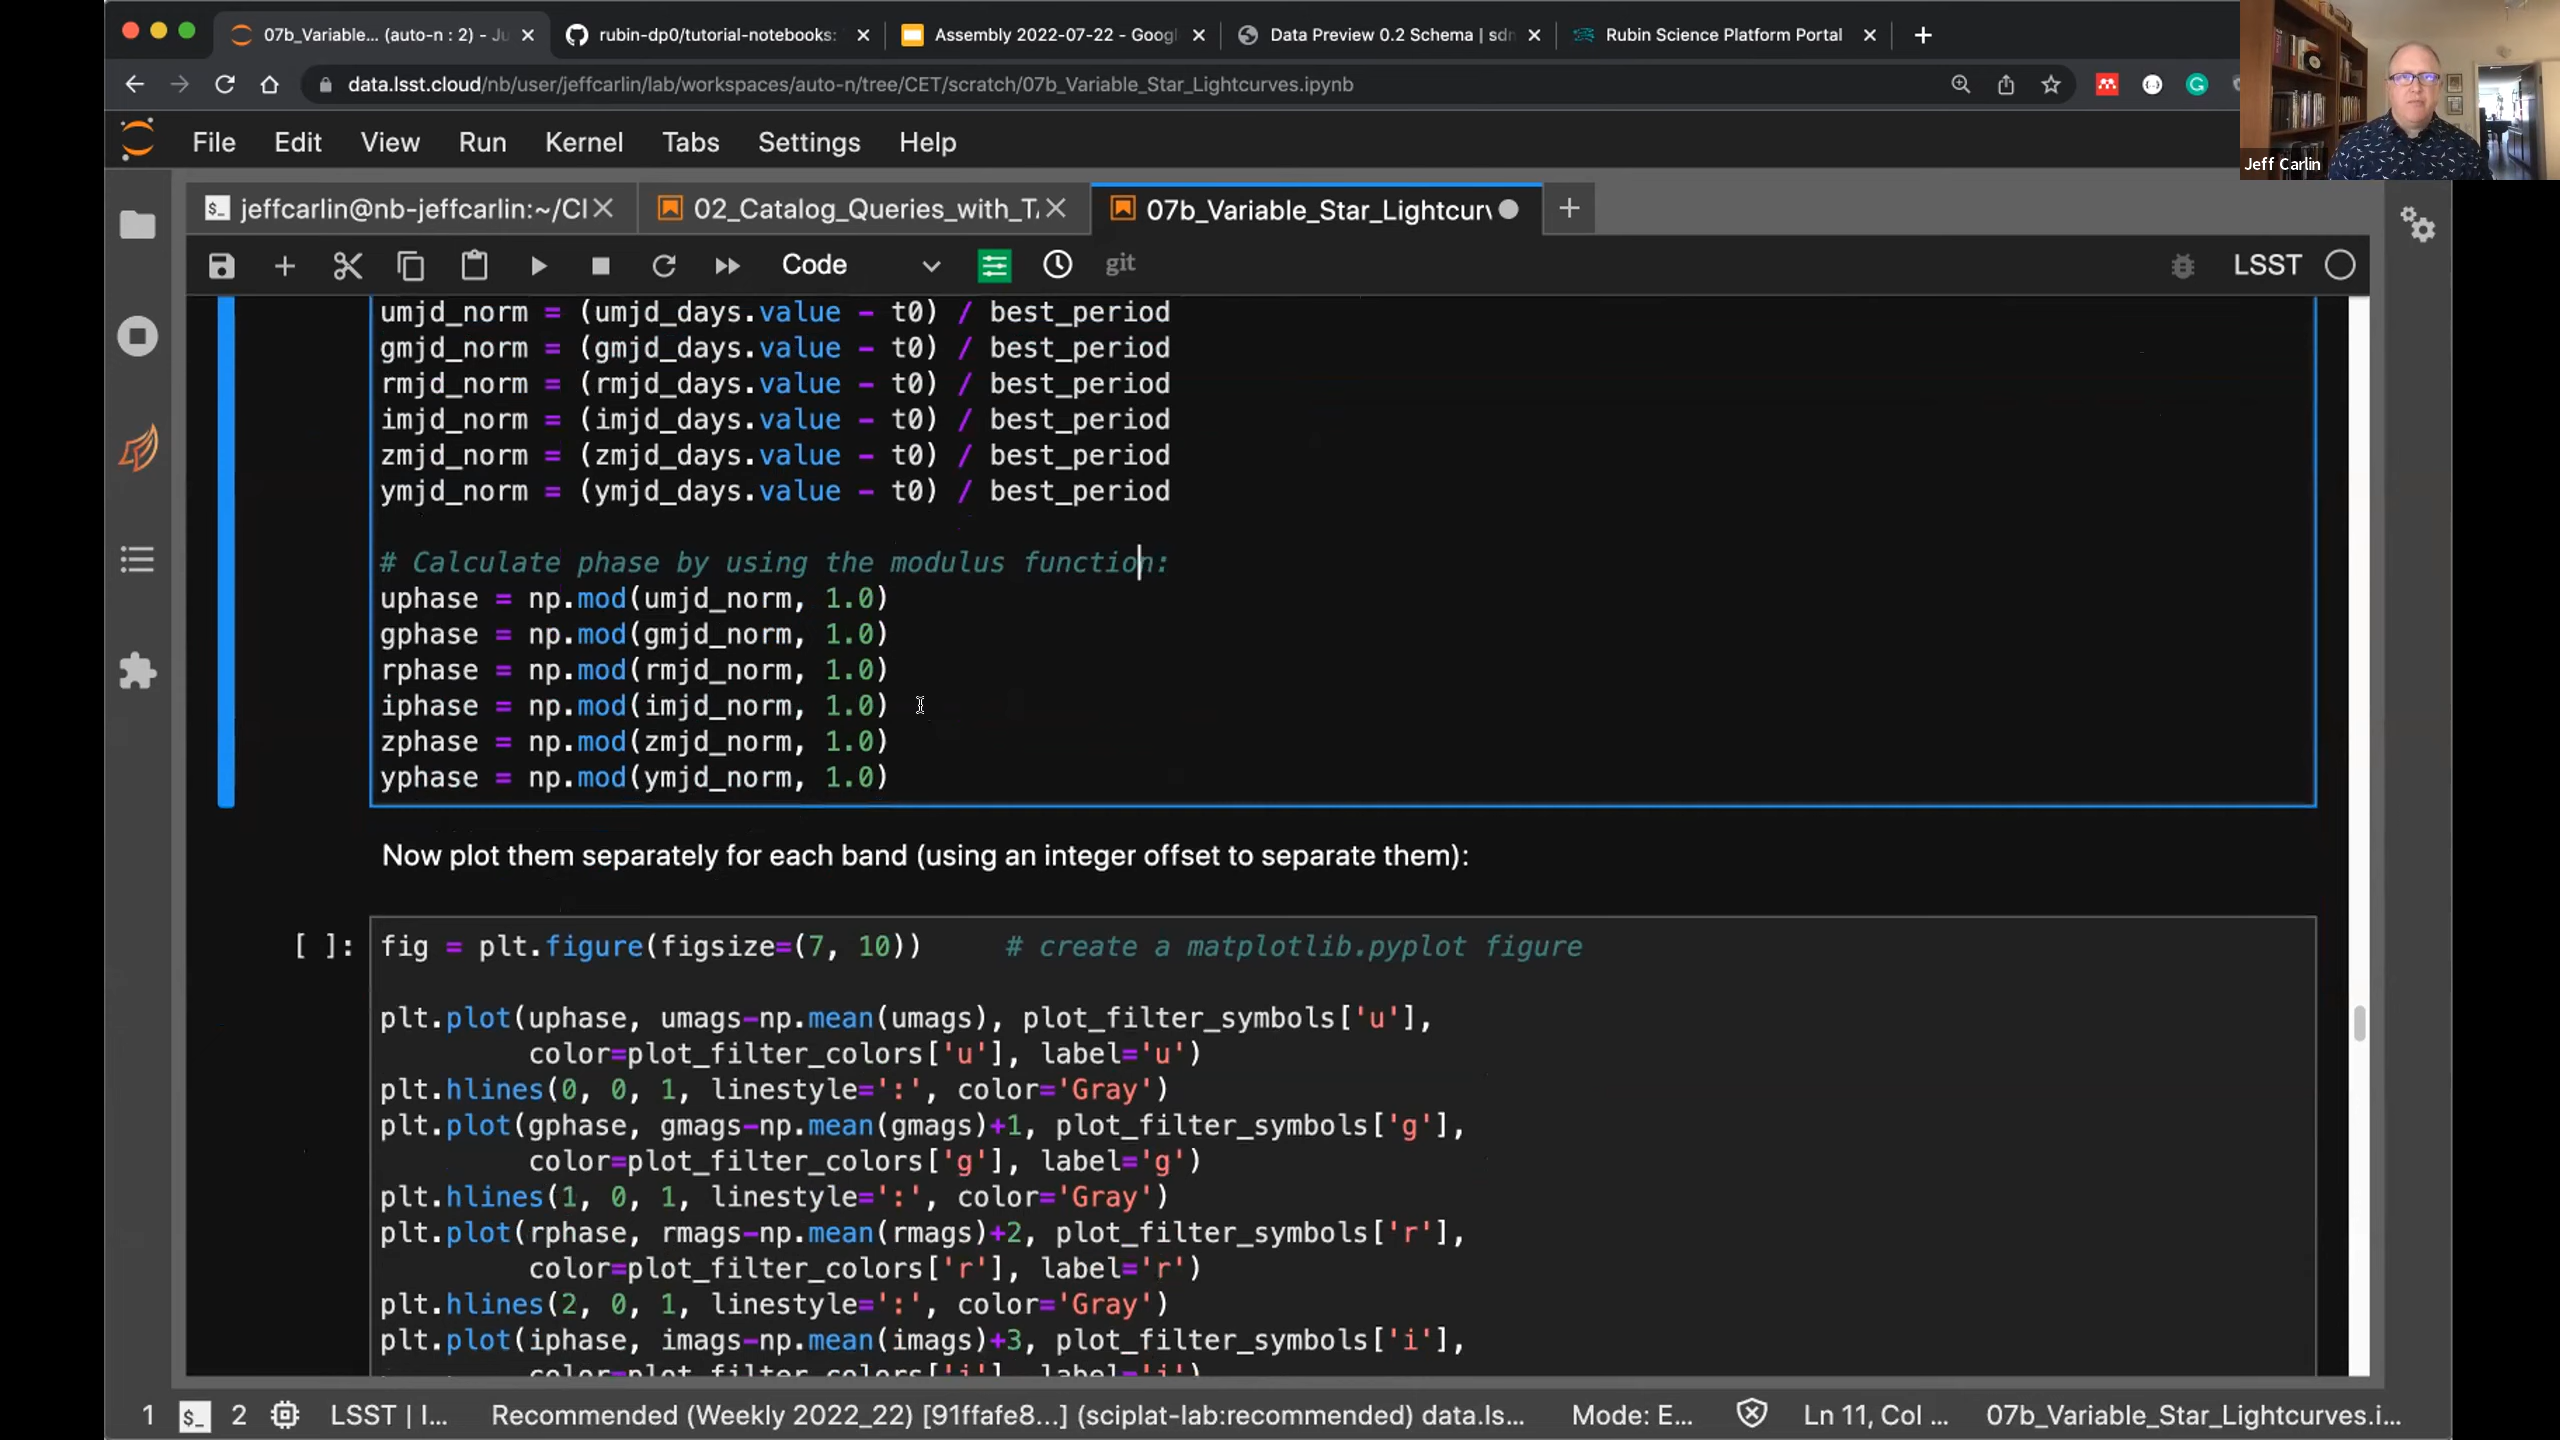 07b_Variable... (auto-n : 2) - Ju
rubin-dp0/tutorial-notebooks:
Assembly 2022-07-22 - Googl
Data Preview 0.2 Schema | sdm
Rubin Science Platform Portal
data.lsst.cloud/nb/user/jeffcarlin/lab/workspaces/auto-n/tree/CET/scratch/07b_Variable_Star_Lightcurves.ipynb
Jeff Carlin
File Edit View Run Kernel Tabs Settings Help
jeffcarlin@nb-jeffcarlin:~/CI
02_Catalog_Queries_with_TA
07b_Variable_Star_Lightcurv
Code
git
LSST
umjd_norm = (umjd_days.value - t0) / best_period
gmjd_norm = (gmjd_days.value - t0) / best_period
rmjd_norm = (rmjd_days.value - t0) / best_period
imjd_norm = (imjd_days.value - t0) / best_period
zmjd_norm = (zmjd_days.value - t0) / best_period
ymjd_norm = (ymjd_days.value - t0) / best_period
# Calculate phase by using the modulus function:
uphase = np.mod(umjd_norm, 1.0)
gphase = np.mod(gmjd_norm, 1.0)
rphase = np.mod(rmjd_norm, 1.0)
iphase = np.mod(imjd_norm, 1.0)
zphase = np.mod(zmjd_norm, 1.0)
yphase = np.mod(ymjd_norm, 1.0)
Now plot them separately for each band (using an integer offset to separate them):
[ ]: fig = plt.figure(figsize=(7, 10)) # create a matplotlib.pyplot figure
plt.plot(uphase, umags-np.mean(umags), plot_filter_symbols['u'],
color=plot_filter_colors['u'], label='u')
plt.hlines(0, 0, 1, linestyle=':', color='Gray')
plt.plot(gphase, gmags-np.mean(gmags)+1, plot_filter_symbols['g'],
color=plot_filter_colors['g'], label='g')
plt.hlines(1, 0, 1, linestyle=':', color='Gray')
plt.plot(rphase, rmags-np.mean(rmags)+2, plot_filter_symbols['r'],
color=plot_filter_colors['r'], label='r')
plt.hlines(2, 0, 1, linestyle=':', color='Gray')
plt.plot(iphase, imags-np.mean(imags)+3, plot_filter_symbols['i'],
color=plot_filter_colors['i'], label='i')
1 $_ 2 LSST | I... Recommended (Weekly 2022_22) [91ffafe8...] (sciplat-lab:recommended) data.ls... Mode: E... Ln 11, Col ... 07b_Variable_Star_Lightcurves.i...